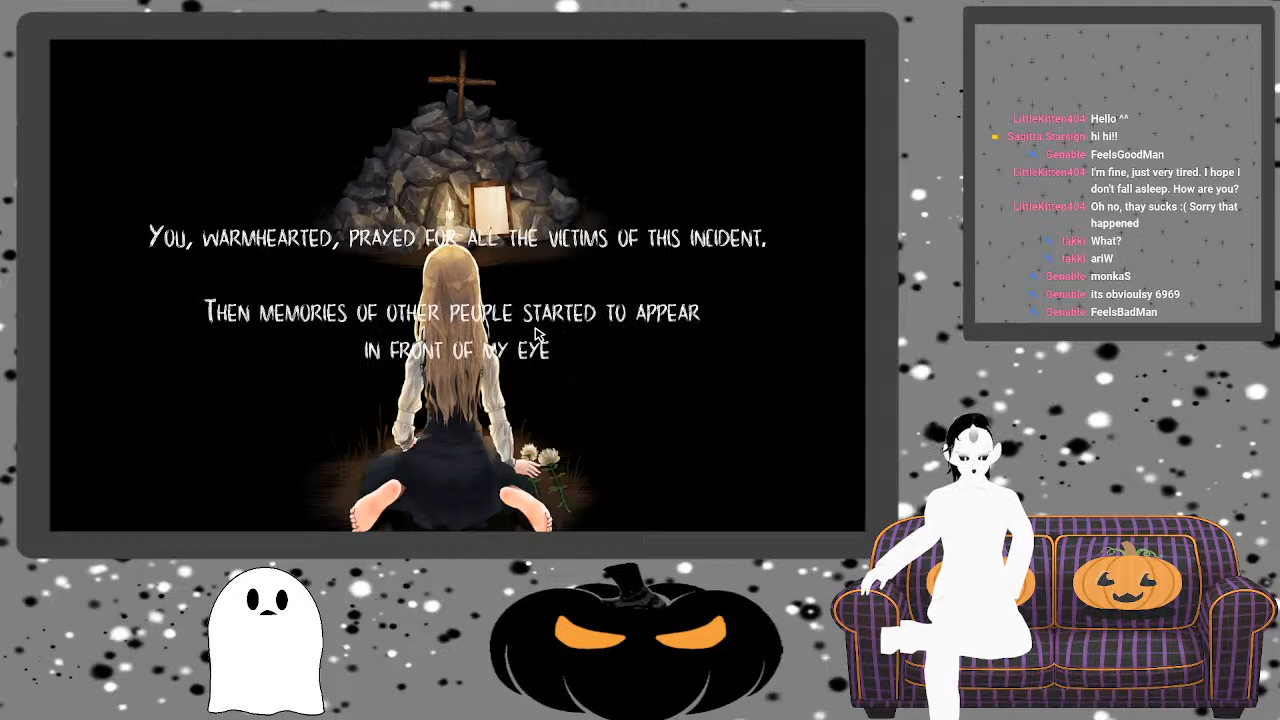 YOU, WARMHEARTED, PRAYED FOR ALL THE VICTIMS OF THIS INCIDENT.
THEN MEMORIES OF OTHER PEOPLE STARTED TO APPEAR
IN FRONT OF MY EYE
LittleKitten404 Hello ^^
Sagitta Starsign hi hi!!
Genable FeelsGoodMan
LittleKitten404 I'm fine, just very tired. I hope I
don't fall asleep. How are you?
LittleKitten404 Oh no, thay sucks :( Sorry that
happened
takki What?
takki ariW
Genable monkaS
Genable its obvioulsy 6969
Genable FeelsBadMan